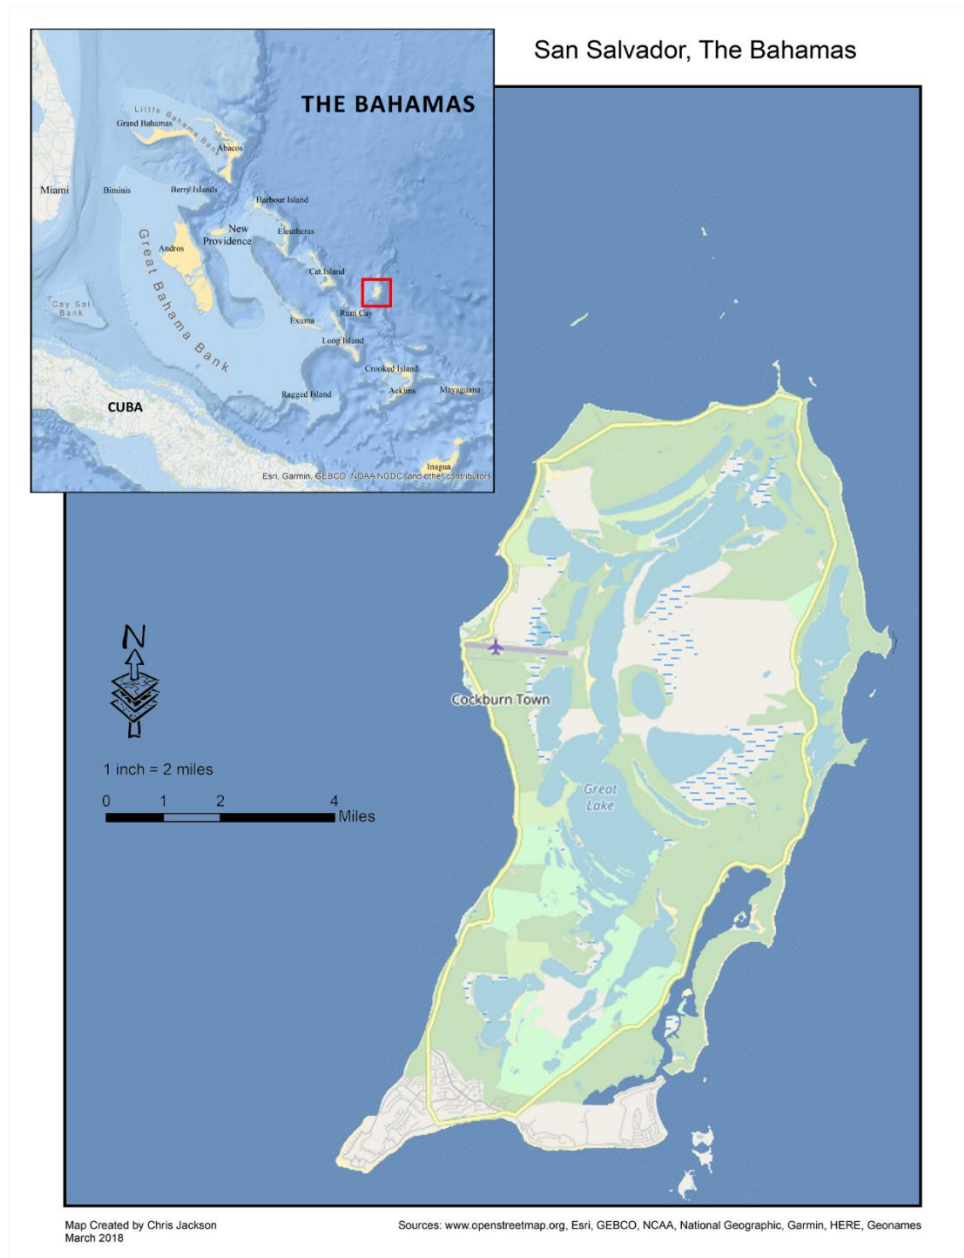 San Salvador, The Bahamas
THE BAHAMAS
Little Bahama Bank
Grand Bahamas
Abacos
Miami
Biminis
Berry Islands
Harbour Island
New
Providence
Eleutheras
Andros
Great Bahama Bank
Cat Island
Cay Sal
Bank
Exuma
Rum Cay
Long Island
Crooked Island
Ragged Island
Acklins
Mayaguana
CUBA
Inagua
Esri, Garmin, GEBCO, NOAA NGDC, and other contributors
N
Cockburn Town
1 inch = 2 miles
0 1 2 4
Miles
Great
Lake
Map Created by Chris Jackson
March 2018
Sources: www.openstreetmap.org, Esri, GEBCO, NCAA, National Geographic, Garmin, HERE, Geonames